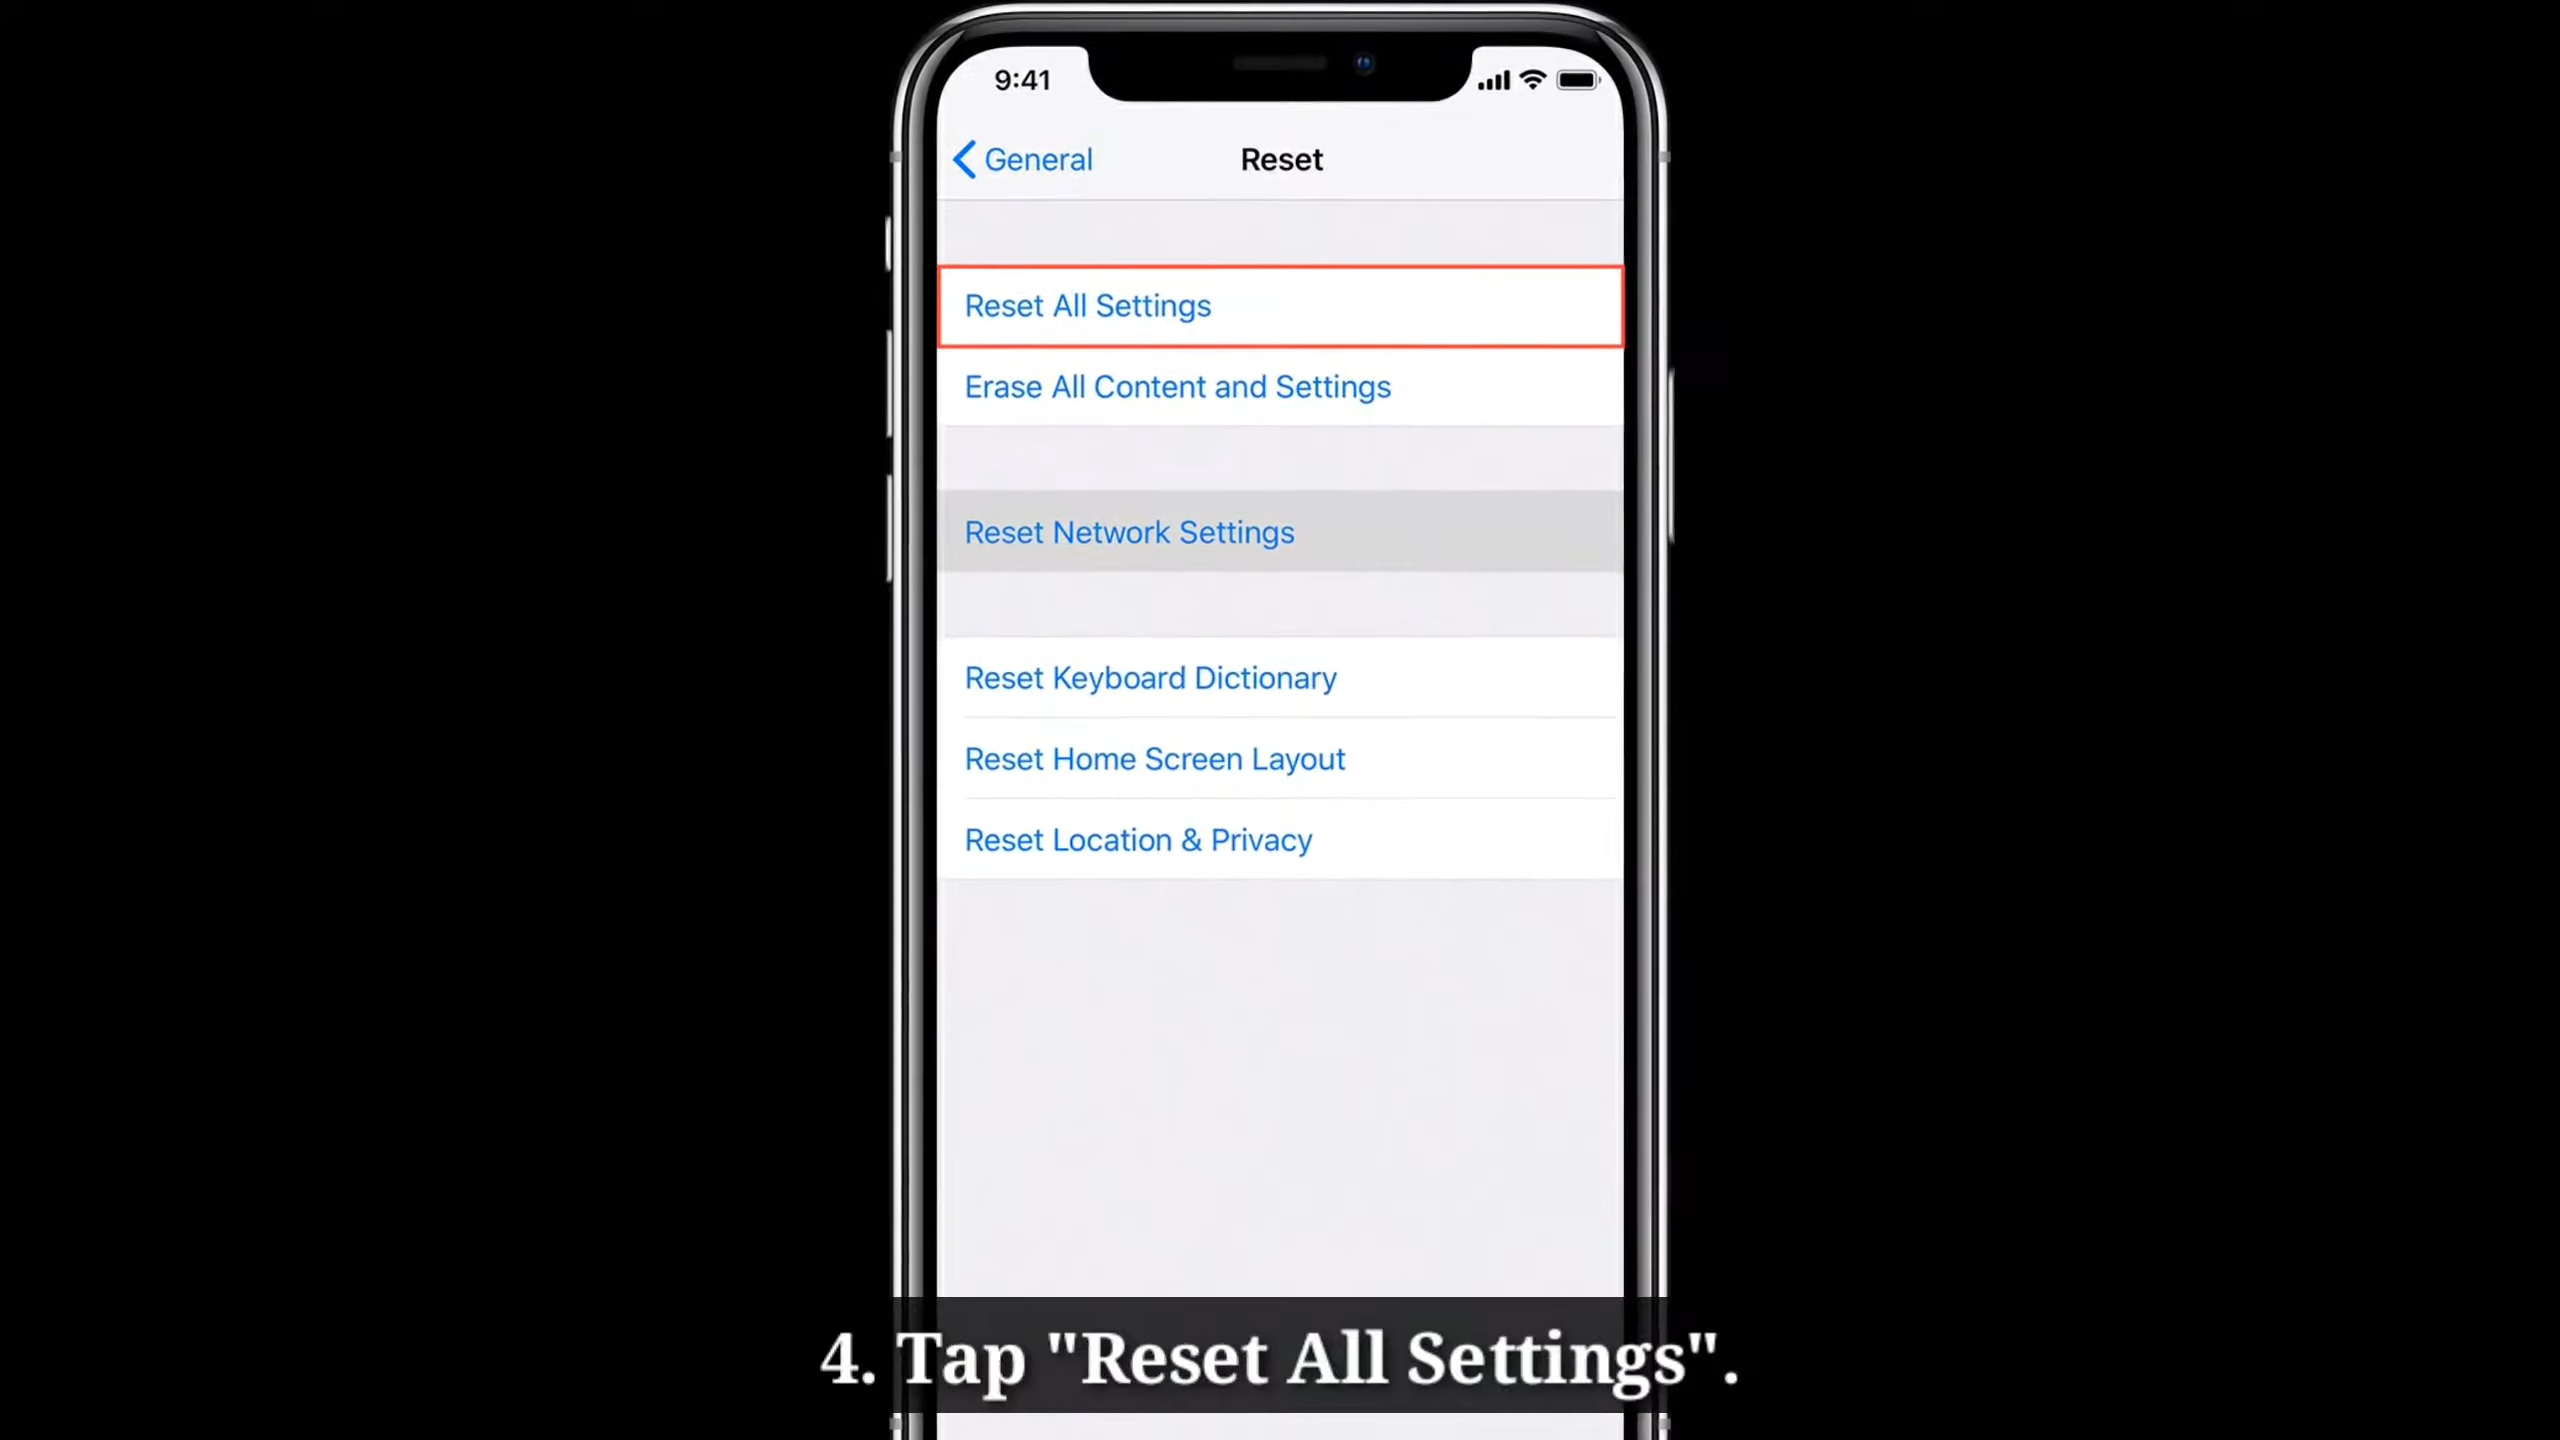 9:41
General
Reset
Reset All Settings
Erase All Content and Settings
Reset Network Settings
Reset Keyboard Dictionary
Reset Home Screen Layout
Reset Location & Privacy
4. Tap "Reset All Settings".